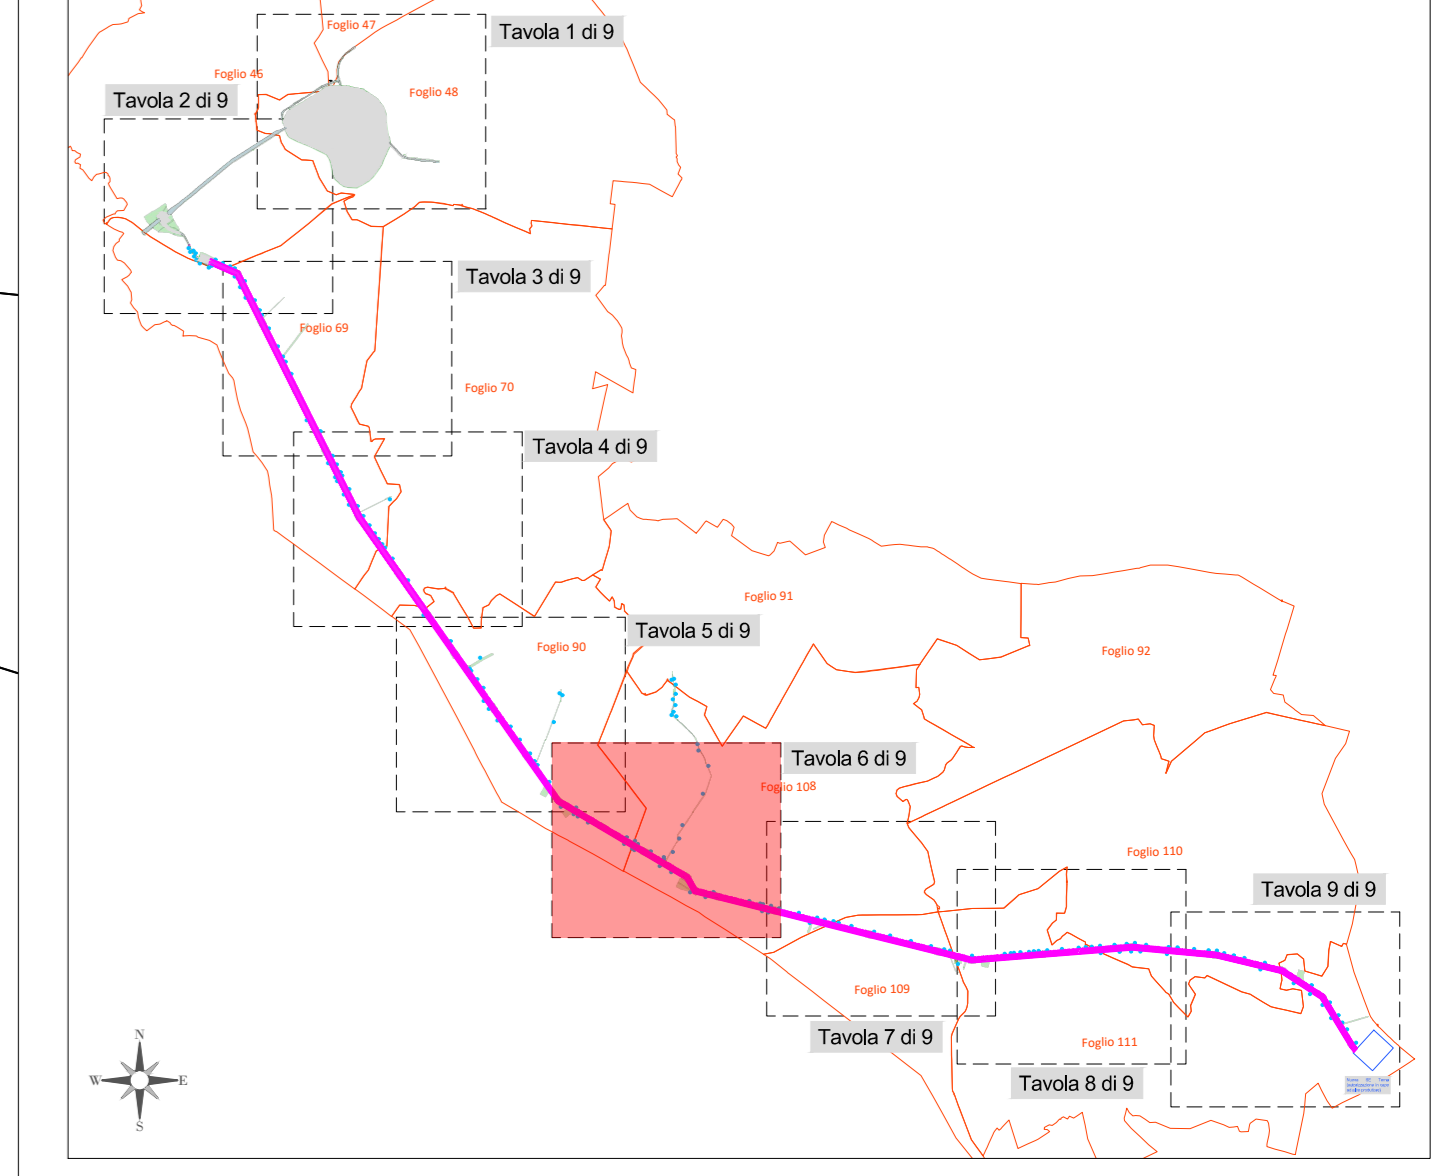 Foglio 47
Tavola 1 di 9
Foglio 46
Foglio 48
Tavola 2 di 9
Tavola 3 di 9
Foglio 69
Foglio 70
Tavola 4 di 9
Foglio 91
Tavola 5 di 9
Foglio 90
Foglio 92
Tavola 6 di 9
Foglio 108
Foglio 110
Tavola 9 di 9
Foglio 109
Tavola 7 di 9
Foglio 111
N
W E
S
Tavola 8 di 9